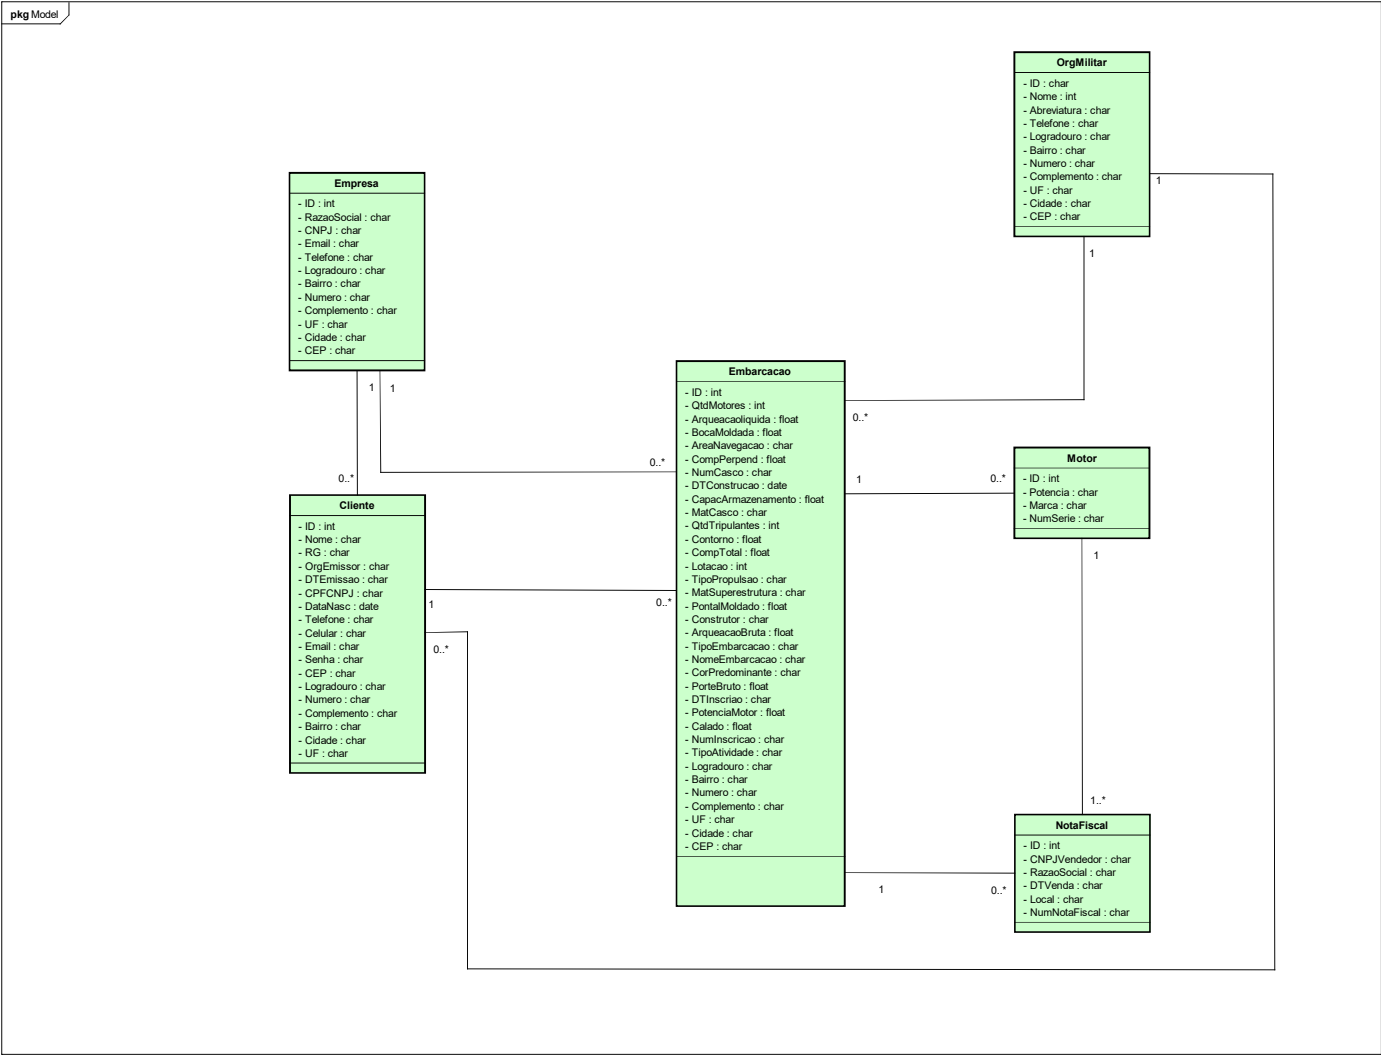 pkg Model
OrgMilitar
- ID : char
- Nome : int
- Abreviatura : char
- Telefone : char
- Logradouro : char
- Bairro : char
- Numero : char
- Complemento : char
- UF : char
- Cidade : char
- CEP : char
1
1
Empresa
- ID : int
- RazaoSocial : char
- CNPJ : char
- Email : char
- Telefone : char
- Logradouro : char
- Bairro : char
- Numero : char
- Complemento : char
- UF : char
- Cidade : char
- CEP : char
1
1
0..*
0..*
Embarcacao
- ID : int
- QtdMotores : int
- Arqueacaoliquida : float
- BocaMoldada : float
- AreaNavegacao : char
- CompPerpend : float
- NumCasco : char
- DTConstrucao : date
- CapacArmazenamento : float
- MatCasco : char
- QtdTripulantes : int
- Contorno : float
- CompTotal : float
- Lotacao : int
- TipoPropulsao : char
- MatSuperestrutura : char
- PontalMoldado : float
- Construtor : char
- ArqueacaoBruta : float
- TipoEmbarcacao : char
- NomeEmbarcacao : char
- CorPredominante : char
- PorteBruto : float
- DTInscriao : char
- PotenciaMotor : float
- Calado : float
- NumInscricao : char
- TipoAtividade : char
- Logradouro : char
- Bairro : char
- Numero : char
- Complemento : char
- UF : char
- Cidade : char
- CEP : char
0..*
1
0..*
Motor
- ID : int
- Potencia : char
- Marca : char
- NumSerie : char
1
Cliente
- ID : int
- Nome : char
- RG : char
- OrgEmissor : char
- DTEmissao : char
- CPFCNPJ : char
- DataNasc : date
- Telefone : char
- Celular : char
- Email : char
- Senha : char
- CEP : char
- Logradouro : char
- Numero : char
- Complemento : char
- Bairro : char
- Cidade : char
- UF : char
1
0..*
0..*
1..*
NotaFiscal
- ID : int
- CNPJVendedor : char
- RazaoSocial : char
- DTVenda : char
- Local : char
- NumNotaFiscal : char
1
0..*